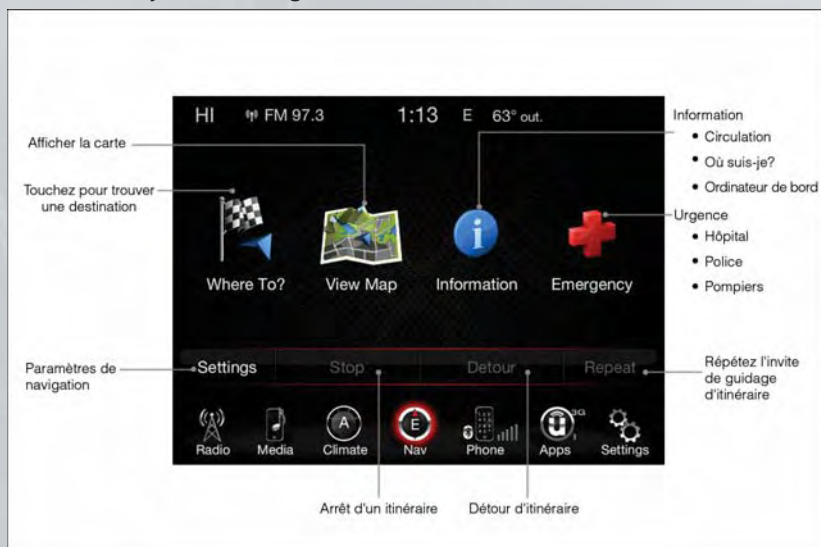 HI FM 97.3 1:13 E 63° out.
Afficher la carte
Touchez pour trouver
une destination
Information
• Circulation
• Où suis-je?
• Ordinateur de bord
Urgence
• Hôpital
• Police
• Pompiers
Where To? View Map Information Emergency
Paramètres de
navigation
Settings Stop Detour Repeat
Répétez l'invite
de guidage
d'itinéraire
A E 3G
Radio Media Climate Nav Phone Apps Settings
Arrêt d'un itinéraire Détour d'itinéraire